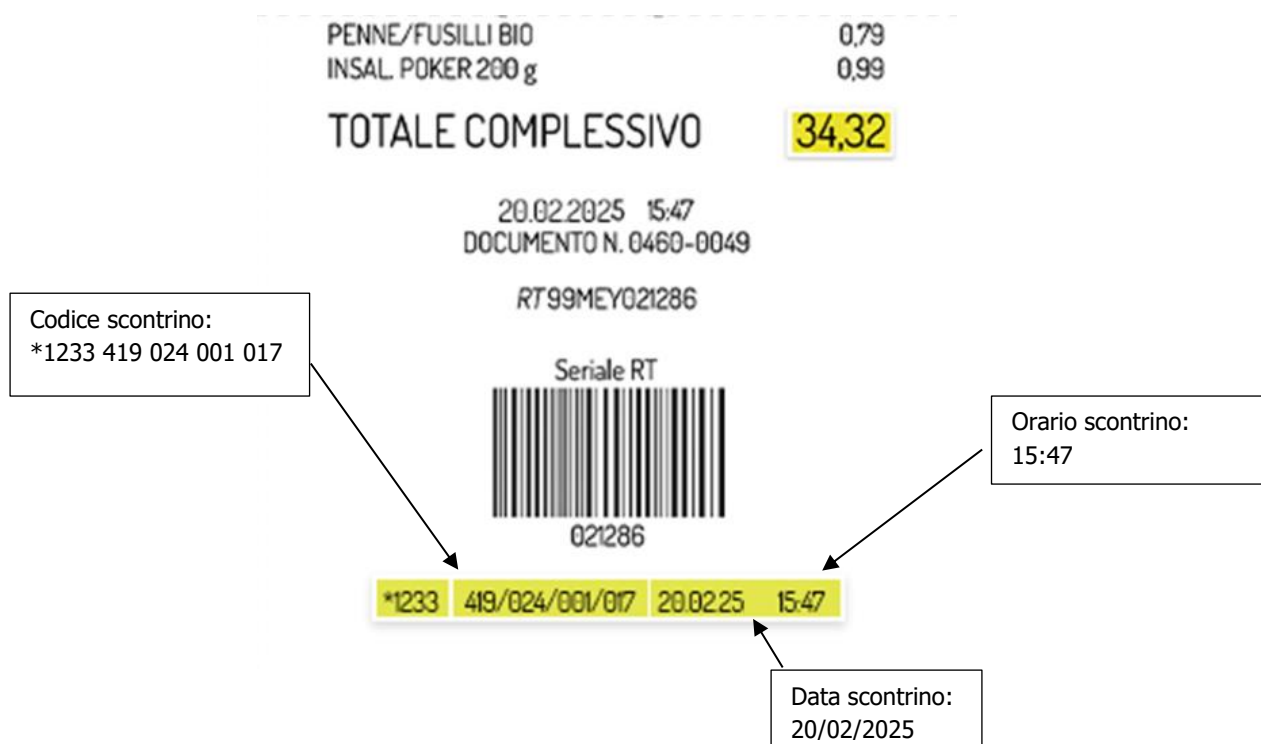 PENNE/FUSILLI BIO 0,79
INSAL. POKER 200 g 0,99
TOTALE COMPLESSIVO 34,32
20.02.2025 15:47
DOCUMENTO N. 0460-0049
RT99MEY021286
Codice scontrino:
*1233 419 024 001 017
Seriale RT
Orario scontrino:
15:47
021286
*1233 419/024/001/017 20.02.25 15:47
Data scontrino:
20/02/2025